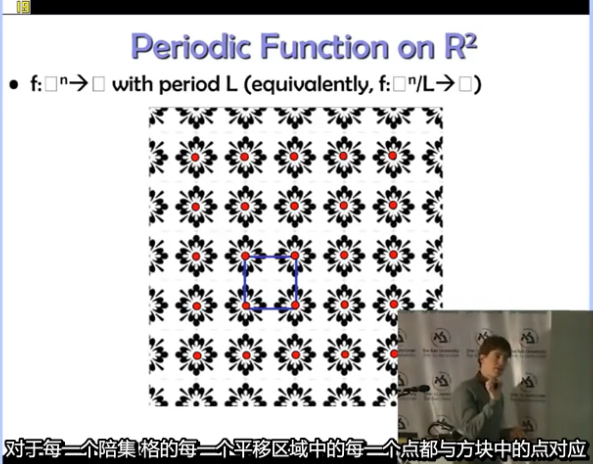 Periodic Function on R²
• f:□ⁿ→□ with period L (equivalently, f:□ⁿ/L→□)
对于每一个陪集 格的每一个平移区域中的每一个点都与方块中的点对应